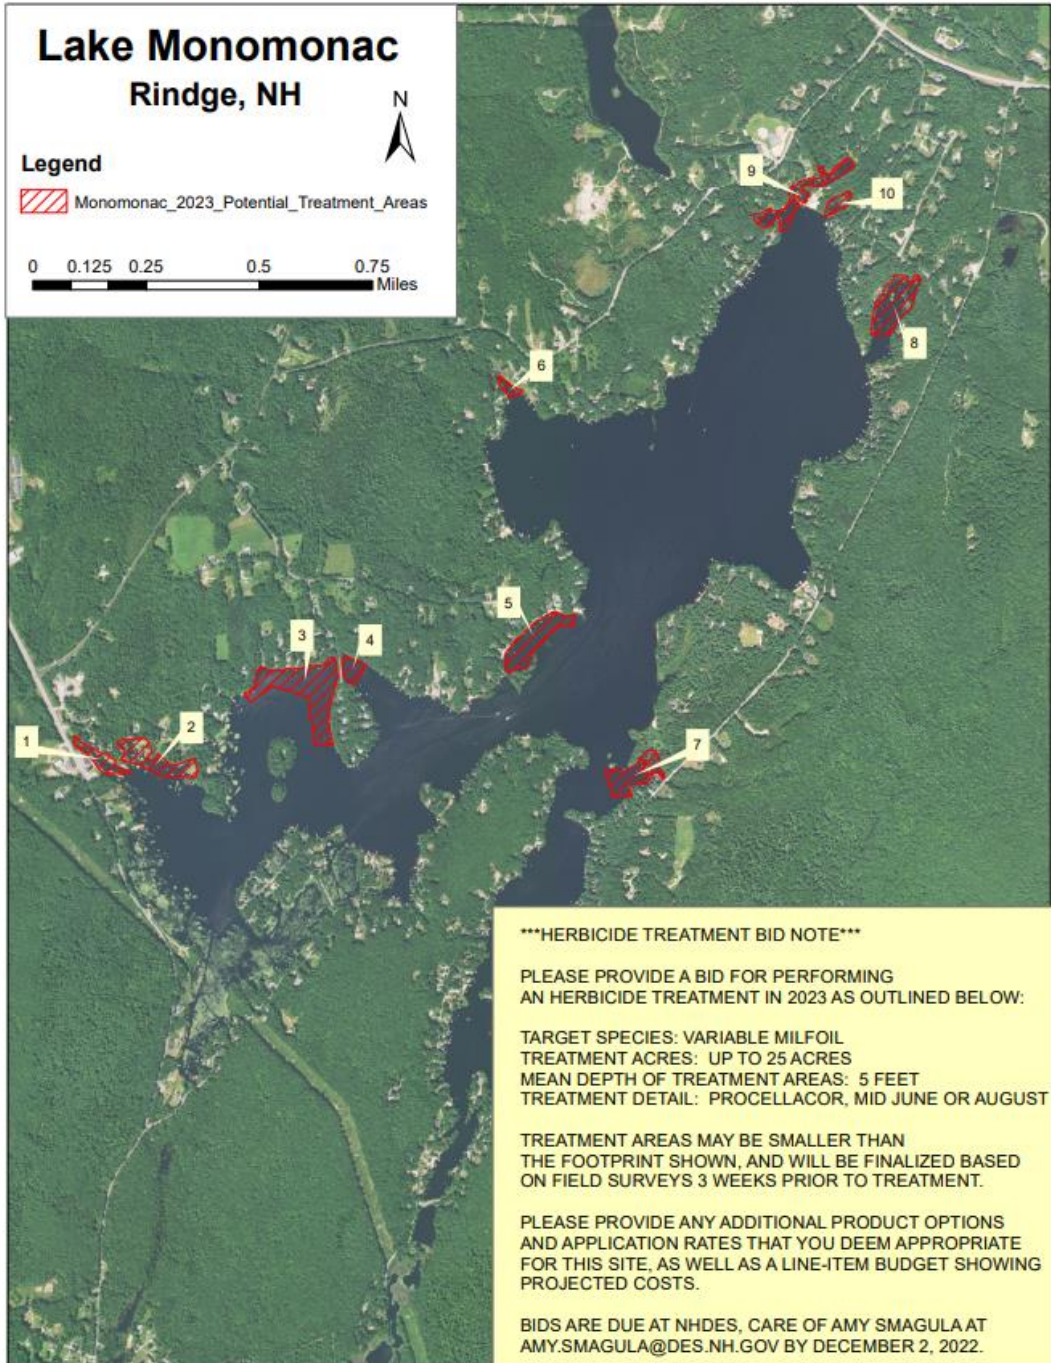 Lake Monomonac
Rindge, NH
N
Legend
Monomonac_2023_Potential_Treatment_Areas
0 0.125 0.25 0.5 0.75
Miles
9
10
8
6
5
3
4
2
1
7
***HERBICIDE TREATMENT BID NOTE***
PLEASE PROVIDE A BID FOR PERFORMING
AN HERBICIDE TREATMENT IN 2023 AS OUTLINED BELOW:
TARGET SPECIES: VARIABLE MILFOIL
TREATMENT ACRES: UP TO 25 ACRES
MEAN DEPTH OF TREATMENT AREAS: 5 FEET
TREATMENT DETAIL: PROCELLACOR, MID JUNE OR AUGUST
TREATMENT AREAS MAY BE SMALLER THAN
THE FOOTPRINT SHOWN, AND WILL BE FINALIZED BASED
ON FIELD SURVEYS 3 WEEKS PRIOR TO TREATMENT.
PLEASE PROVIDE ANY ADDITIONAL PRODUCT OPTIONS
AND APPLICATION RATES THAT YOU DEEM APPROPRIATE
FOR THIS SITE, AS WELL AS A LINE-ITEM BUDGET SHOWING
PROJECTED COSTS.
BIDS ARE DUE AT NHDES, CARE OF AMY SMAGULA AT
AMY.SMAGULA@DES.NH.GOV BY DECEMBER 2, 2022.